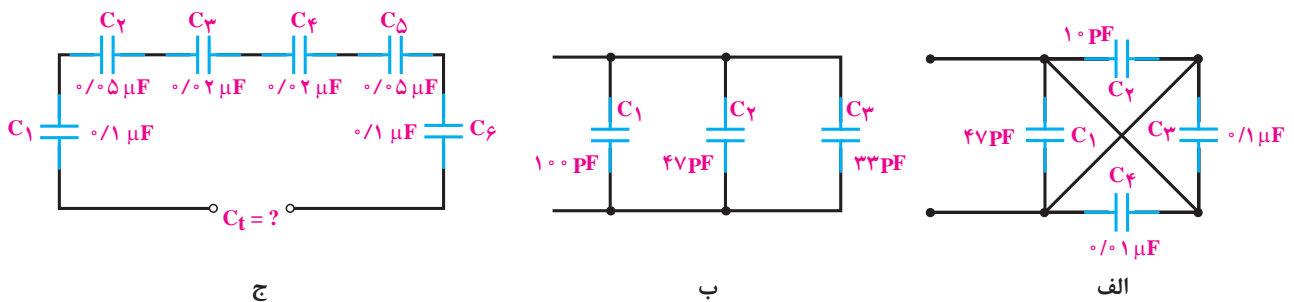 ۱۰PF
C۲
۴۷PF
C۱
C۳
۰/۱ μF
C۴
۰/۰۱ μF
الف
C۱
۱۰۰ PF
C۲
۴۷PF
C۳
۳۳PF
ب
C۲ C۳ C۴ C۵
۰/۰۵ μF ۰/۰۲ μF ۰/۰۲ μF ۰/۰۵ μF
C۱ ۰/۱ μF
۰/۱ μF C۶
Ct = ?
ج